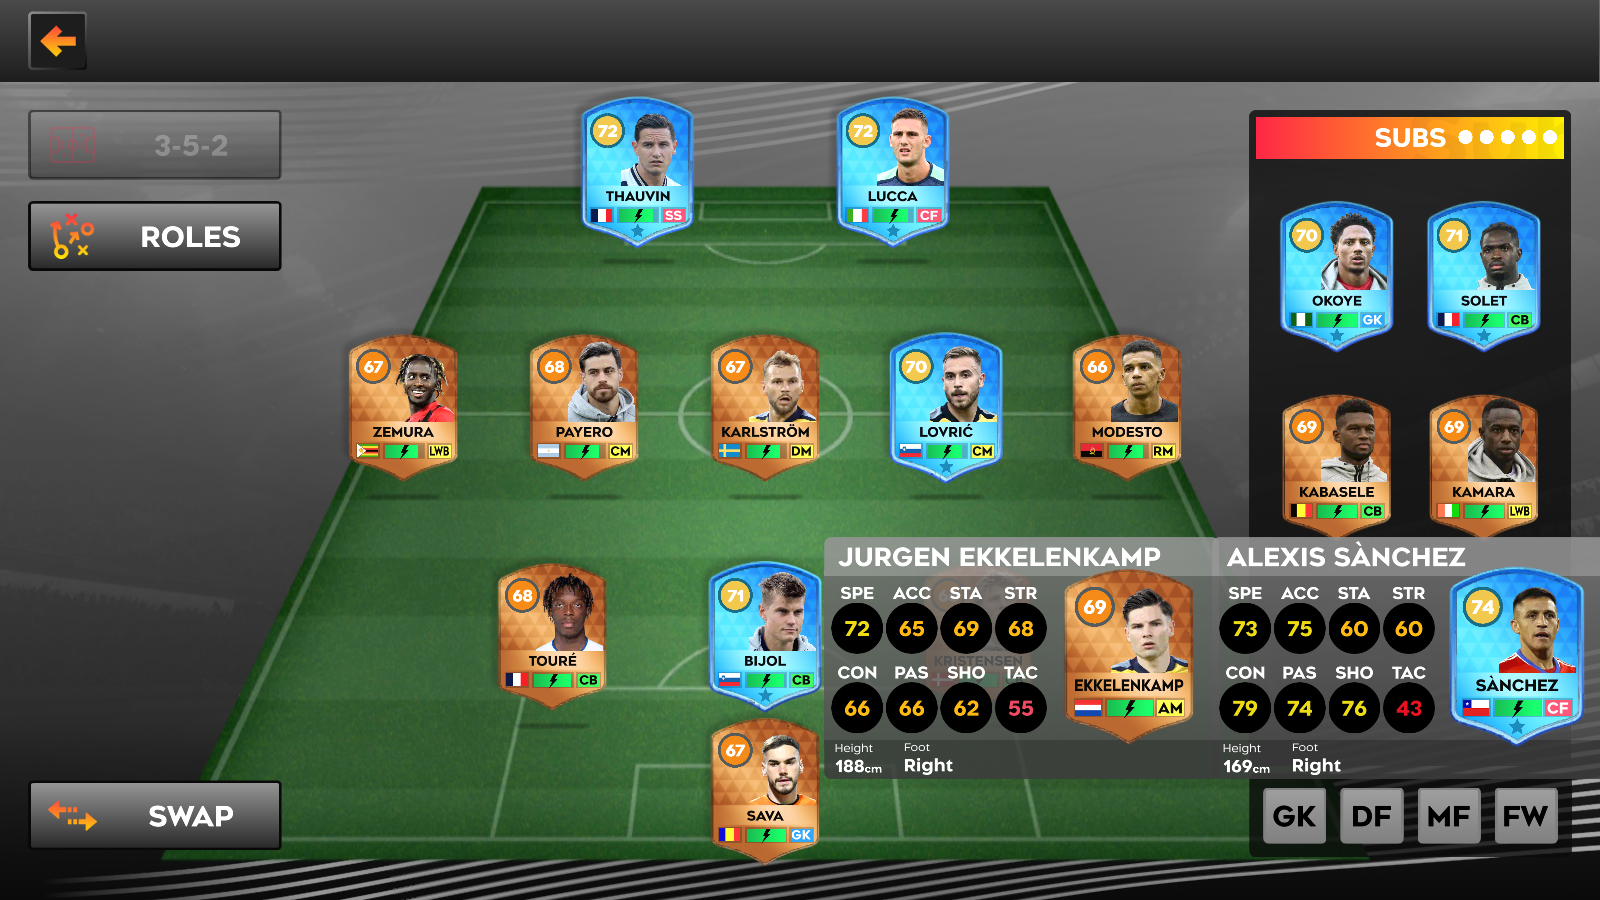 3-5-2
ROLES
SWAP
72
THAUVIN
SS
72
LUCCA
CF
67
ZEMURA
LWB
68
PAYERO
CM
67
KARLSTRÖM
DM
70
LOVRIĆ
CM
66
MODESTO
RM
68
TOURÉ
CB
71
BIJOL
CB
KRISTENSEN
67
SAVA
GK
SUBS
70
OKOYE
GK
71
SOLET
CB
69
KABASELE
CB
69
KAMARA
LWB
JURGEN EKKELENKAMP
SPE ACC STA STR
72 65 69 68
CON PAS SHO TAC
66 66 62 55
Height Foot
188cm Right
69
EKKELENKAMP
AM
ALEXIS SÀNCHEZ
SPE ACC STA STR
73 75 60 60
CON PAS SHO TAC
79 74 76 43
Height Foot
169cm Right
74
SÀNCHEZ
CF
GK DF MF FW